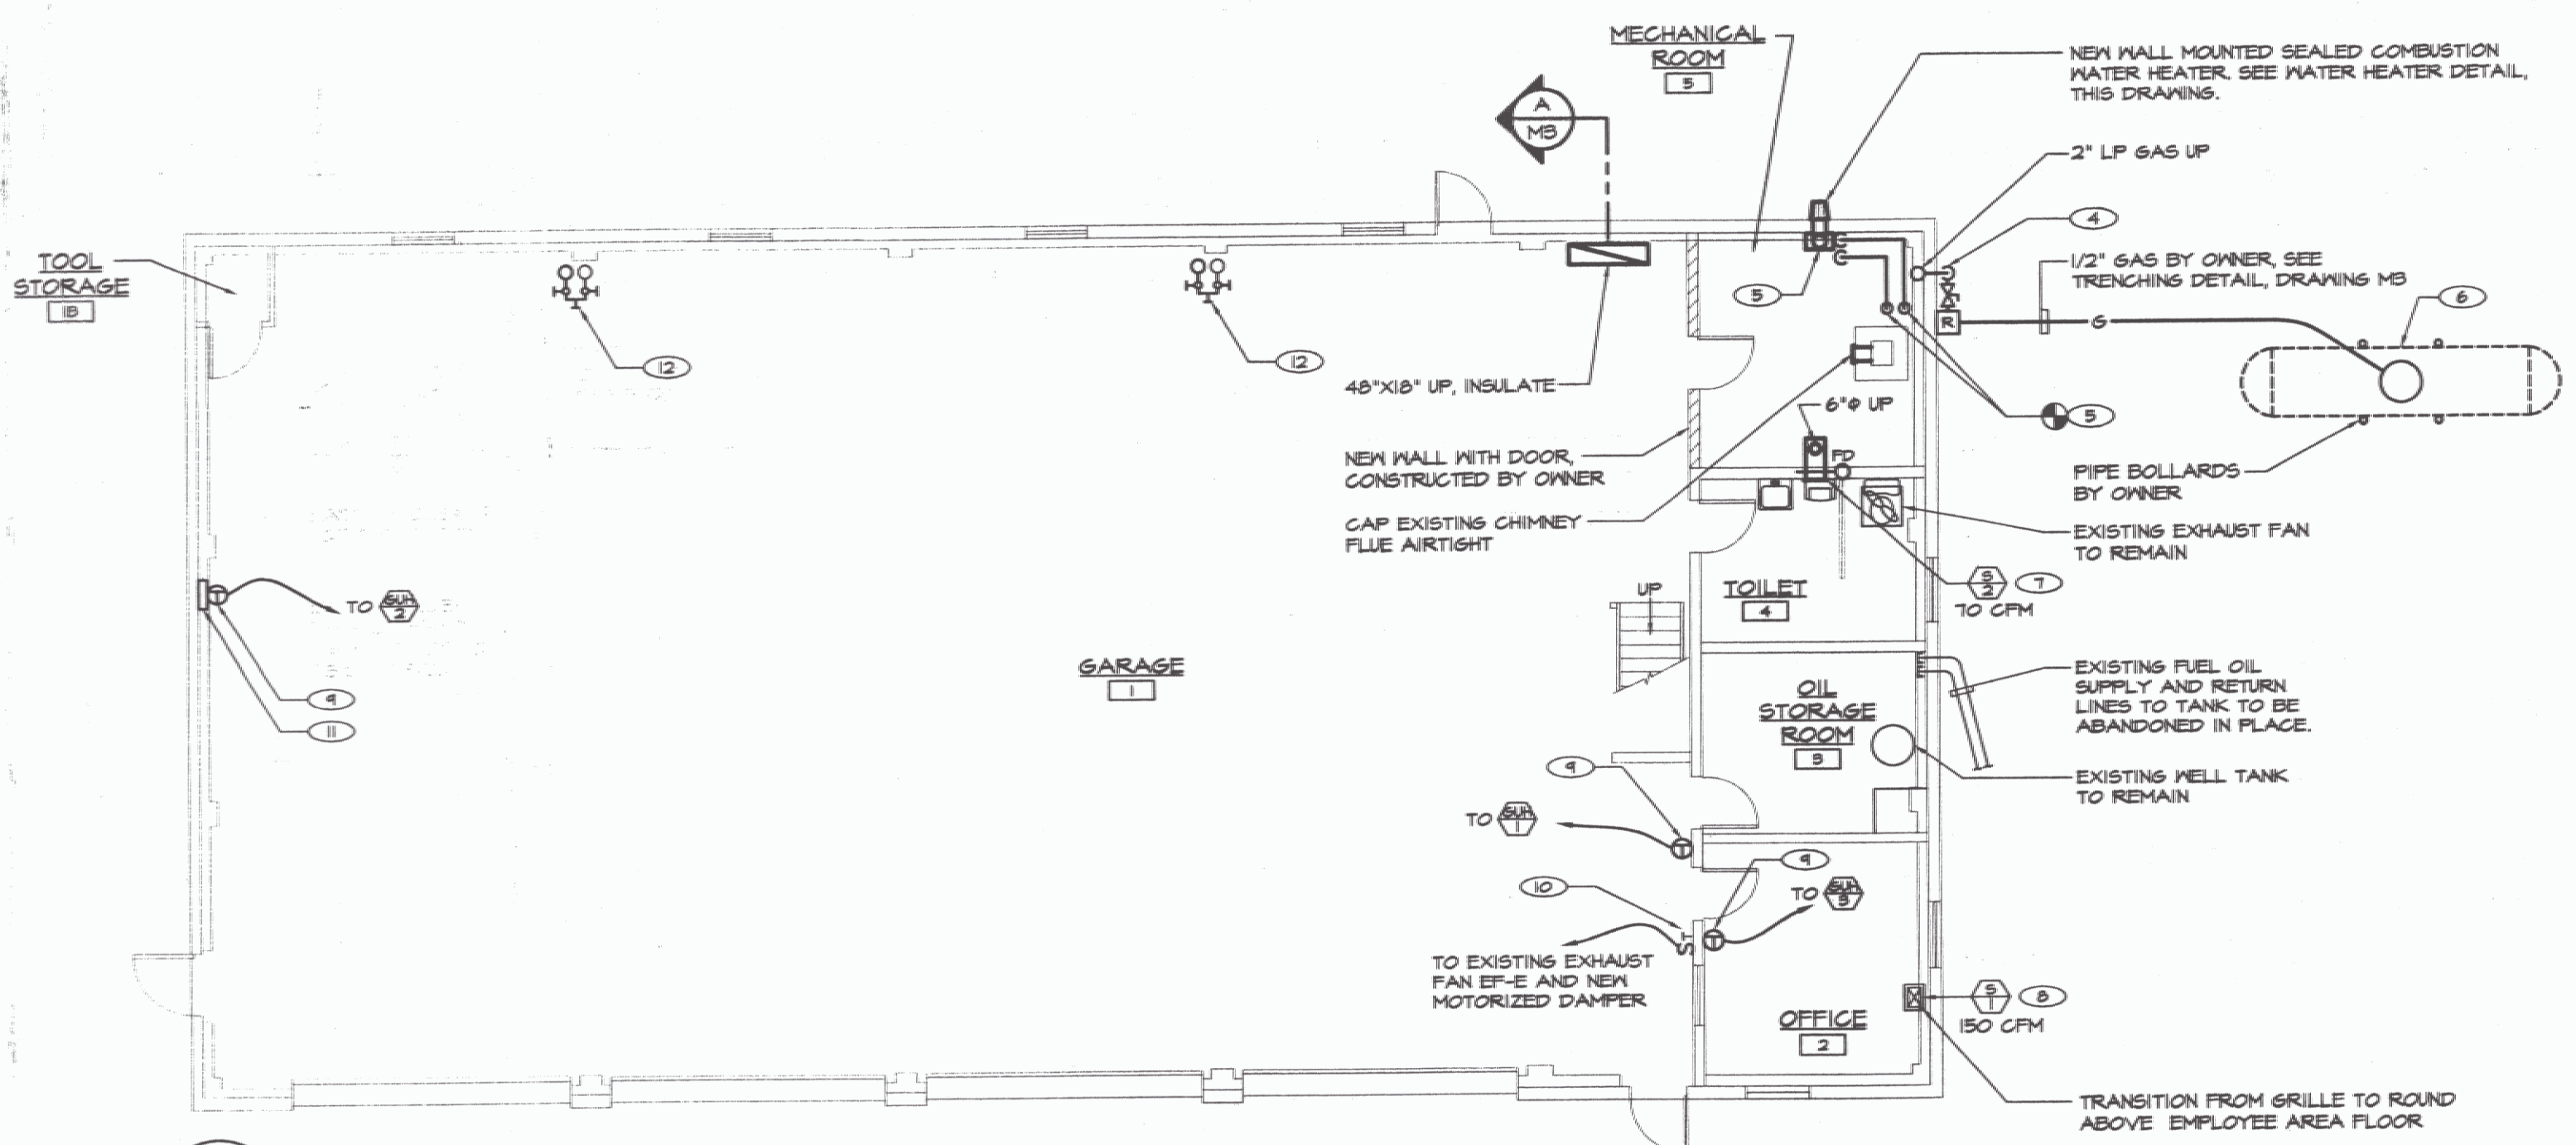 MECHANICAL
ROOM
5
NEW WALL MOUNTED SEALED COMBUSTION
WATER HEATER. SEE WATER HEATER DETAIL,
THIS DRAWING.
A
M3
2" LP GAS UP
4
1/2" GAS BY OWNER, SEE
TRENCHING DETAIL, DRAWING M3
TOOL
STORAGE
1B
5
R
G
6
12
12
48"X18" UP, INSULATE
6"Φ UP
5
NEW WALL WITH DOOR,
CONSTRUCTED BY OWNER
FD
PIPE BOLLARDS
BY OWNER
CAP EXISTING CHIMNEY
FLUE AIRTIGHT
EXISTING EXHAUST FAN
TO REMAIN
T
TO GUH
2
UP
TOILET
4
S
2
7
70 CFM
GARAGE
1
9
11
OIL
STORAGE
ROOM
3
EXISTING FUEL OIL
SUPPLY AND RETURN
LINES TO TANK TO BE
ABANDONED IN PLACE.
EXISTING WELL TANK
TO REMAIN
9
TO GUH
1
T
9
10
TO GUH
3
ST
T
TO EXISTING EXHAUST
FAN EF-E AND NEW
MOTORIZED DAMPER
OFFICE
2
S
1
8
150 CFM
TRANSITION FROM GRILLE TO ROUND
ABOVE EMPLOYEE AREA FLOOR